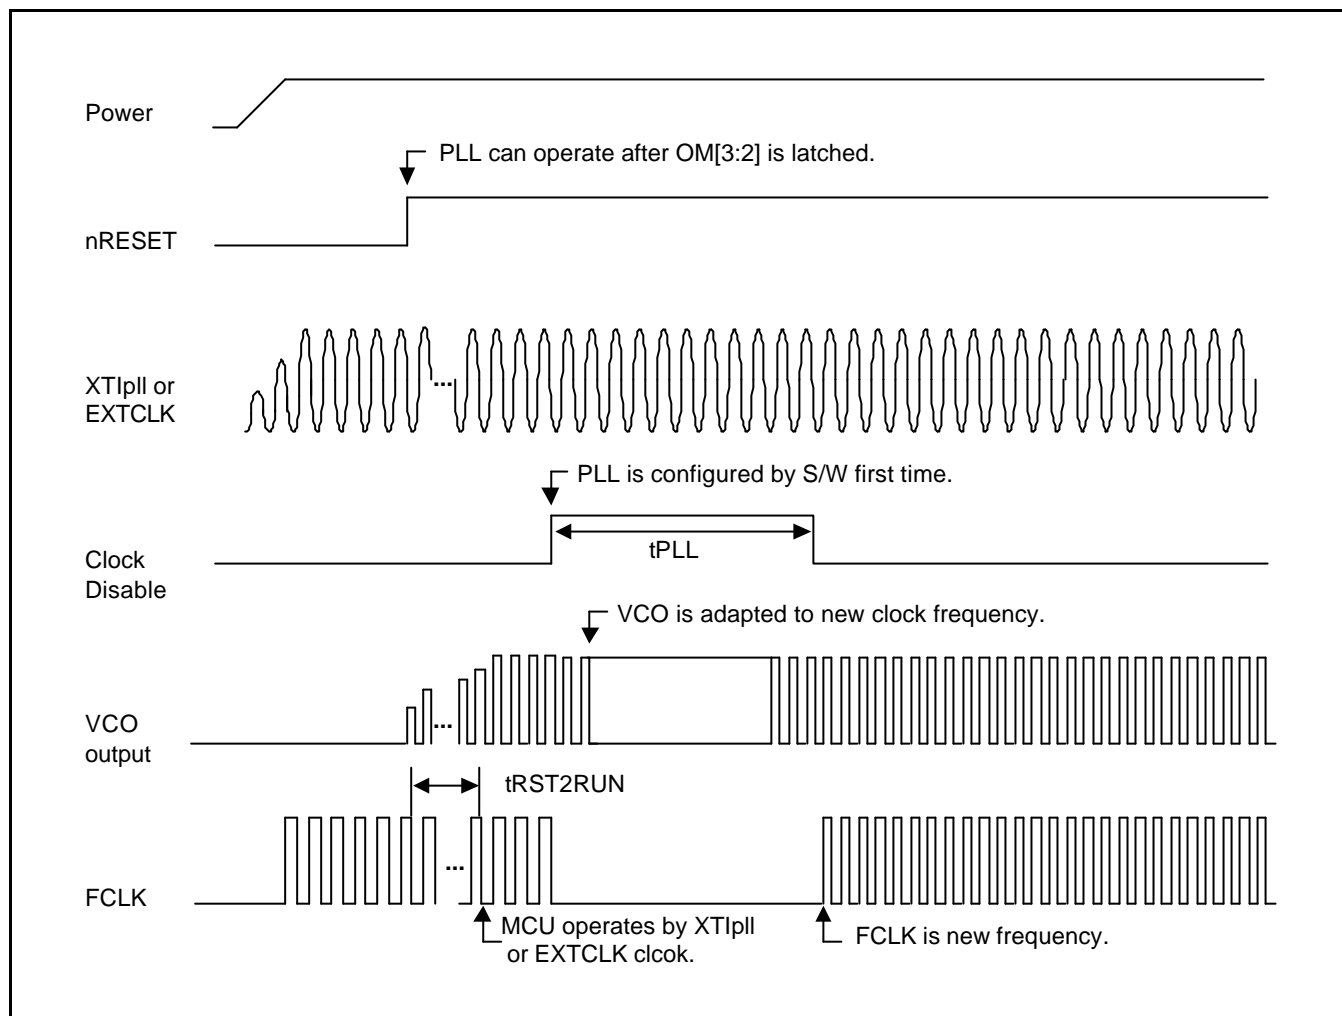 Power
PLL can operate after OM[3:2] is latched.
nRESET
XTIpll or
EXTCLK
...
PLL is configured by S/W first time.
Clock
Disable
tPLL
VCO is adapted to new clock frequency.
VCO
output
...
tRST2RUN
FCLK
...
MCU operates by XTIpll
or EXTCLK clcok.
FCLK is new frequency.